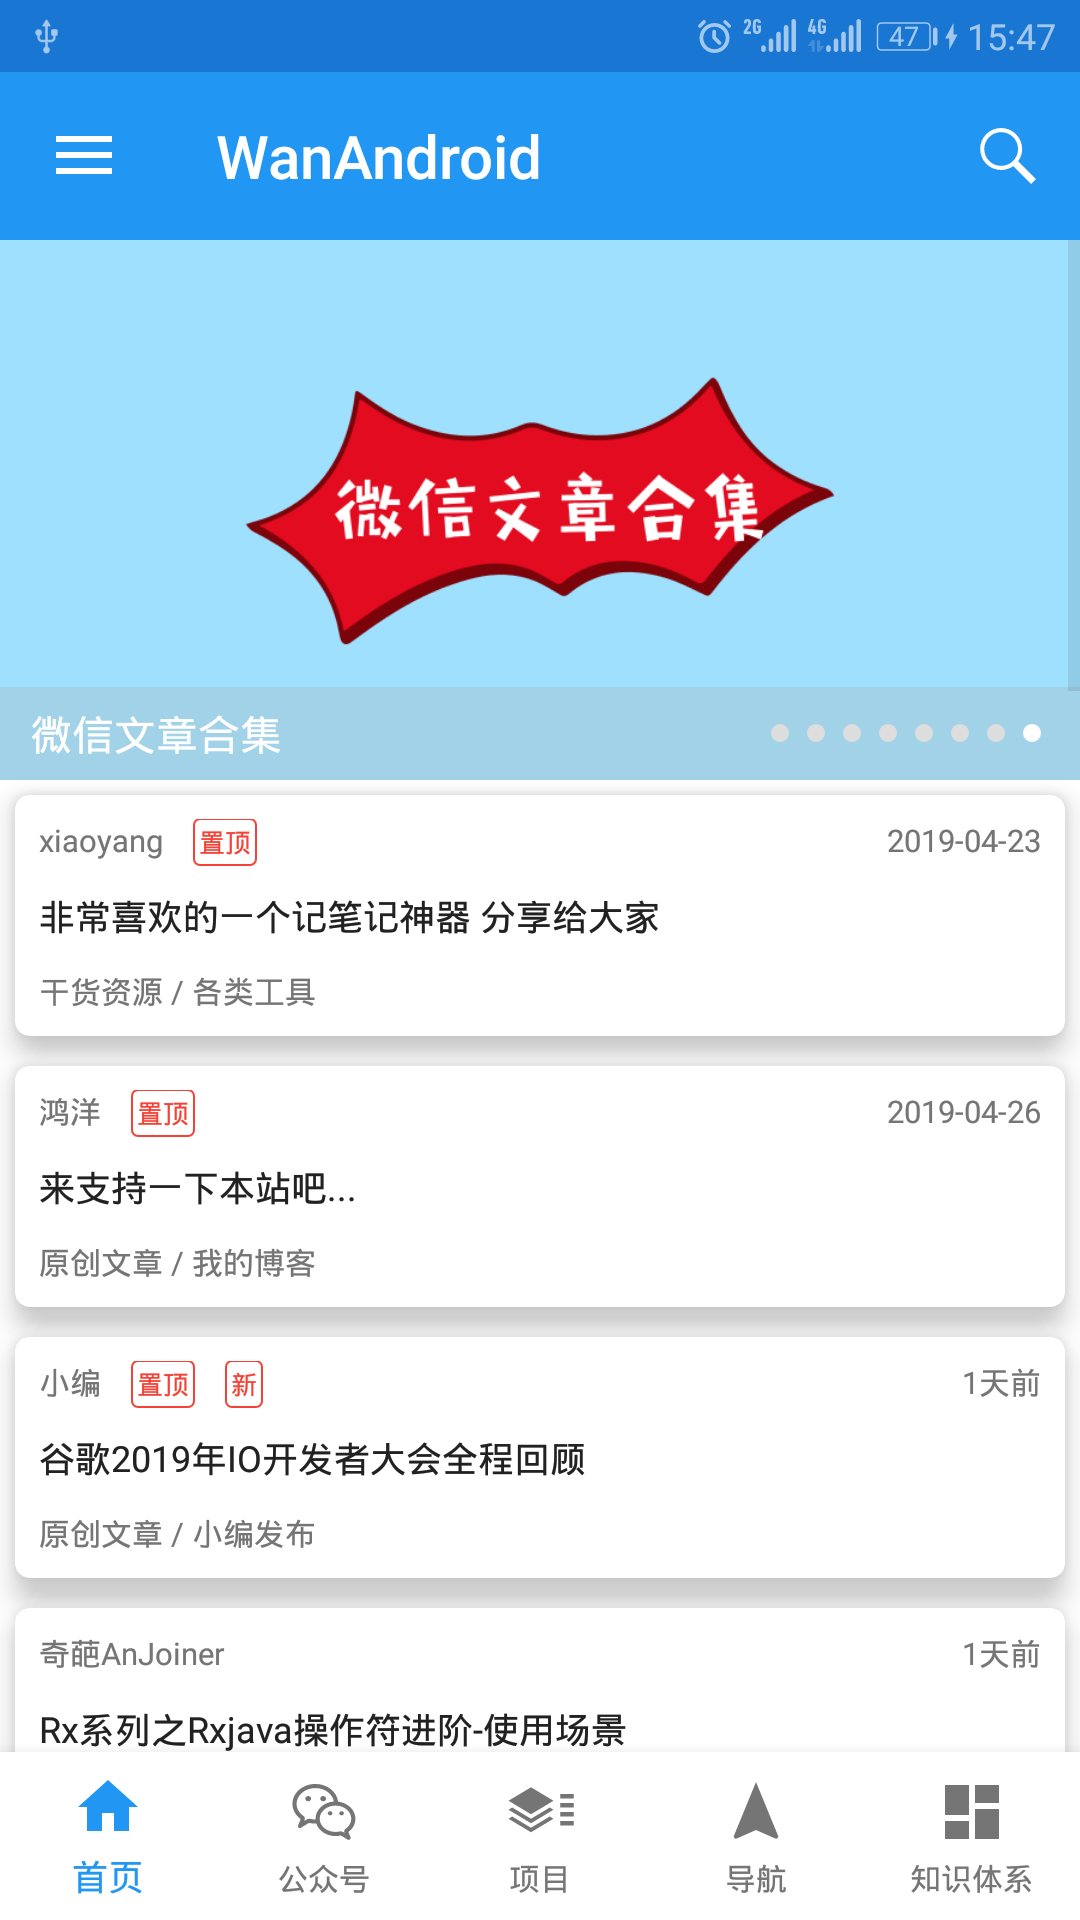 2G 4G 47 15:47
WanAndroid
微信文章合集
微信文章合集
xiaoyang 置顶 2019-04-23
非常喜欢的一个记笔记神器 分享给大家
干货资源 / 各类工具
鸿洋 置顶 2019-04-26
来支持一下本站吧...
原创文章 / 我的博客
小编 置顶 新 1天前
谷歌2019年IO开发者大会全程回顾
原创文章 / 小编发布
奇葩AnJoiner 1天前
Rx系列之Rxjava操作符进阶-使用场景
首页 公众号 项目 导航 知识体系